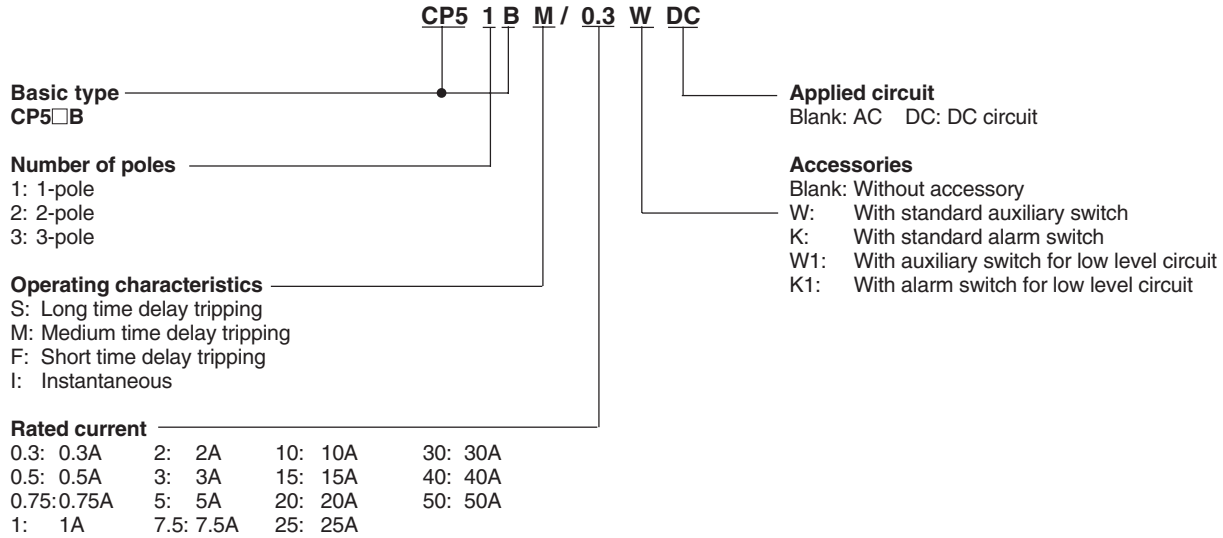 CP5 1 B M / 0.3 W DC
Basic type
CP5□B
Number of poles
1: 1-pole
2: 2-pole
3: 3-pole
Operating characteristics
S: Long time delay tripping
M: Medium time delay tripping
F: Short time delay tripping
I: Instantaneous
Rated current
0.3: 0.3A 2: 2A 10: 10A 30: 30A
0.5: 0.5A 3: 3A 15: 15A 40: 40A
0.75: 0.75A 5: 5A 20: 20A 50: 50A
1: 1A 7.5: 7.5A 25: 25A
Applied circuit
Blank: AC DC: DC circuit
Accessories
Blank: Without accessory
W: With standard auxiliary switch
K: With standard alarm switch
W1: With auxiliary switch for low level circuit
K1: With alarm switch for low level circuit